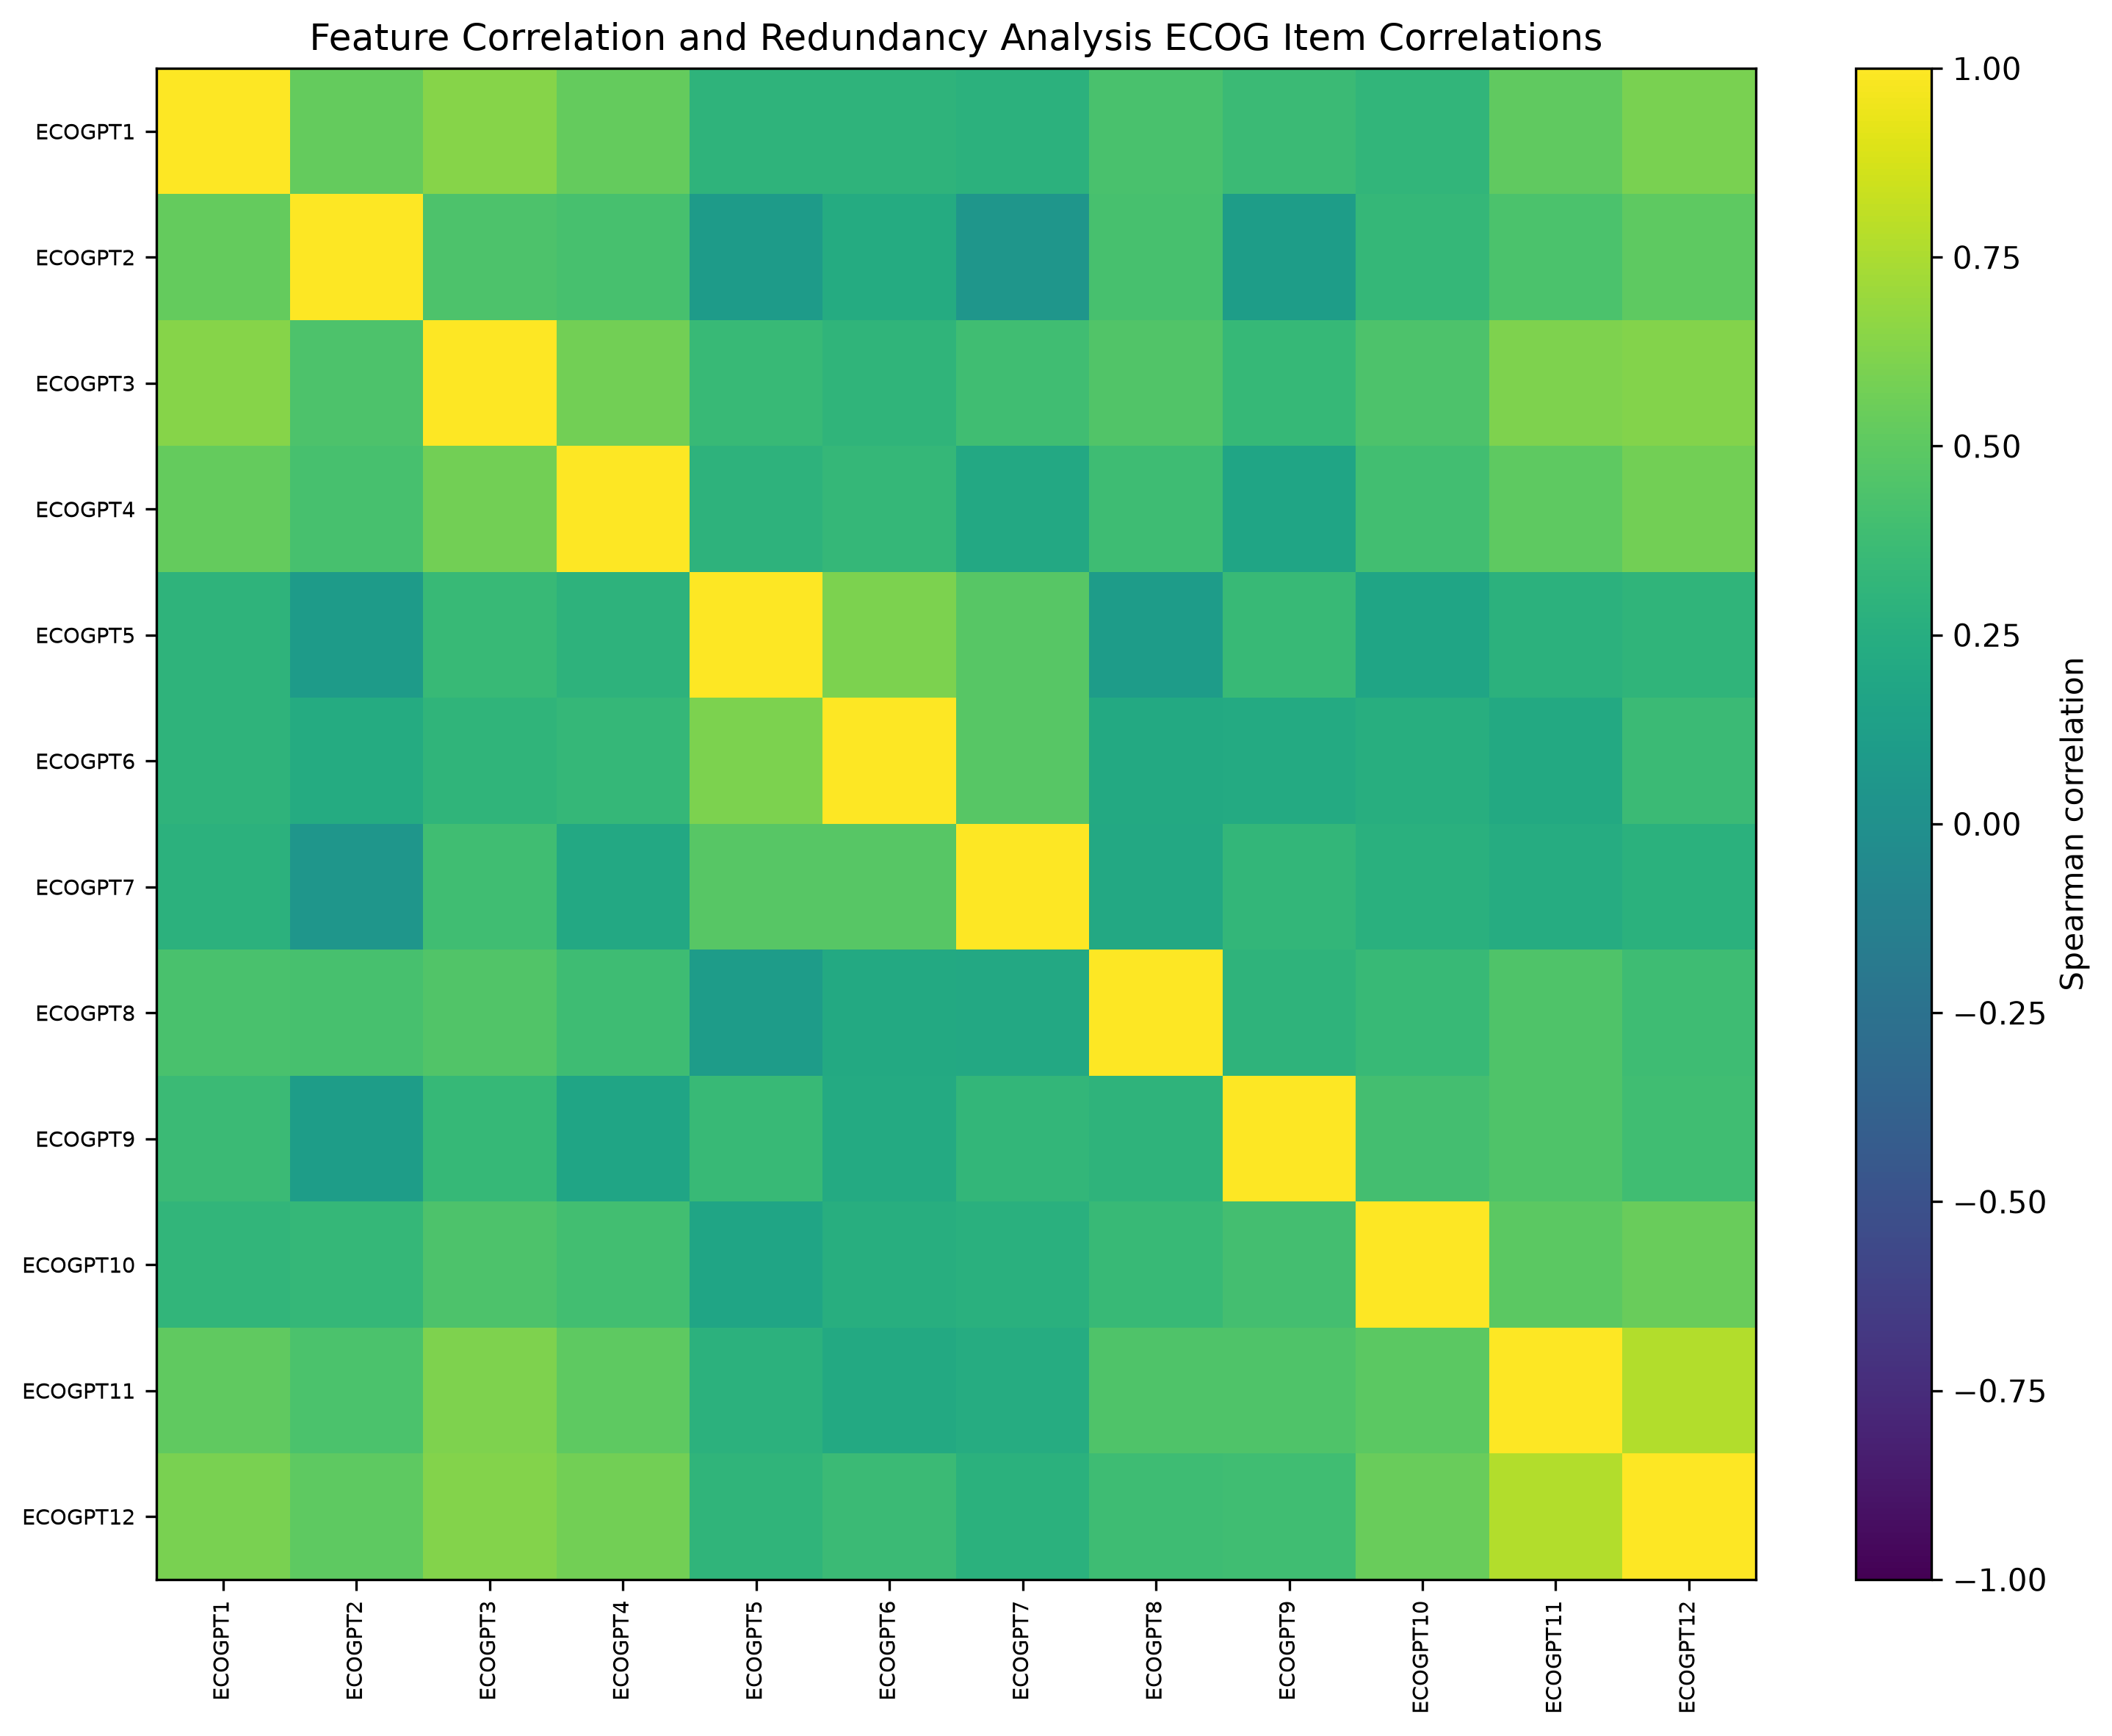 Feature Correlation and Redundancy Analysis ECOG Item Correlations
ECOGPT1
ECOGPT2
ECOGPT3
ECOGPT4
ECOGPT5
ECOGPT6
ECOGPT7
ECOGPT8
ECOGPT9
ECOGPT10
ECOGPT11
ECOGPT12
ECOGPT1
ECOGPT2
ECOGPT3
ECOGPT4
ECOGPT5
ECOGPT6
ECOGPT7
ECOGPT8
ECOGPT9
ECOGPT10
ECOGPT11
ECOGPT12
1.00
0.75
0.50
0.25
0.00
−0.25
−0.50
−0.75
−1.00
Spearman correlation